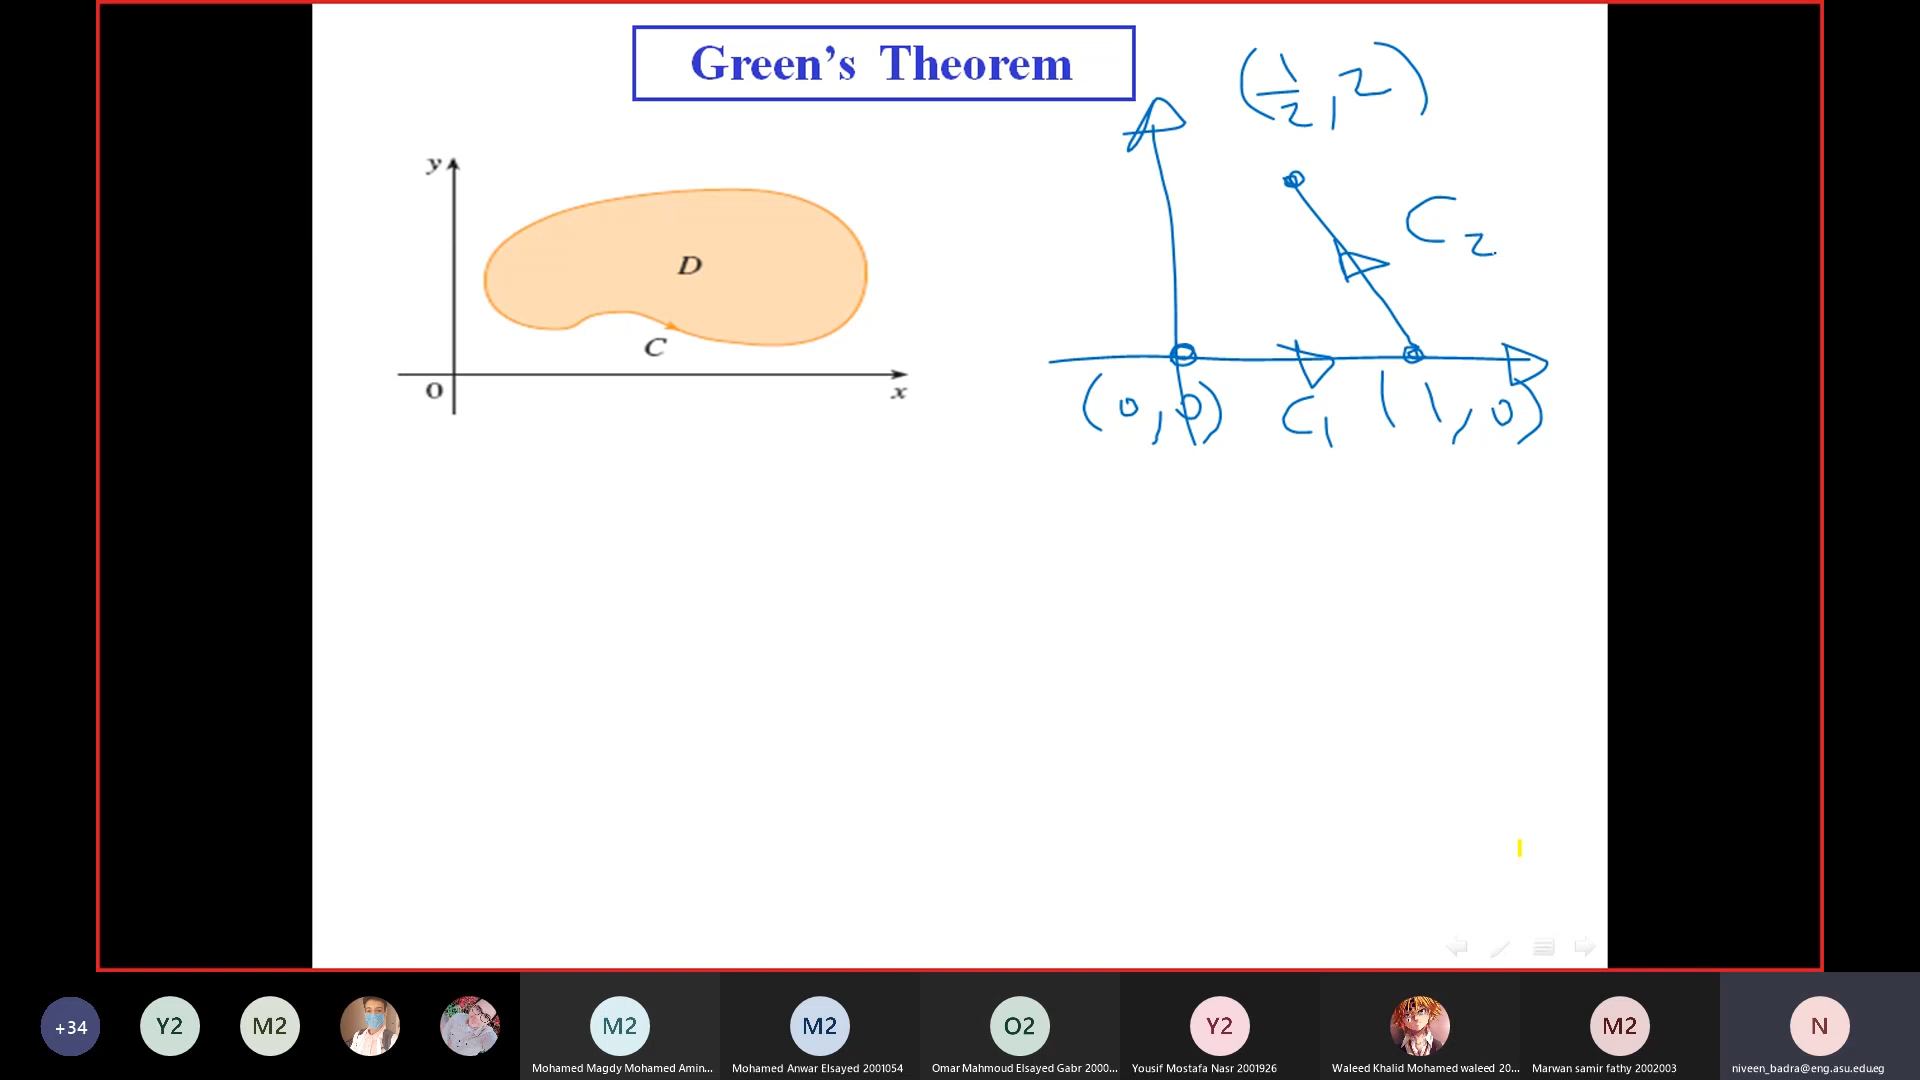 Green's Theorem
(1/2, 2)
y
D
C₂
C
O
x
(0,0)
C₁
(1,0)
+34
Y2
M2
M2
M2
O2
Y2
M2
N
Mohamed Magdy Mohamed Amin...
Mohamed Anwar Elsayed 2001054
Omar Mahmoud Elsayed Gabr 2000...
Yousif Mostafa Nasr 2001926
Waleed Khalid Mohamed waleed 20...
Marwan samir fathy 2002003
niveen_badra@eng.asu.edu.eg